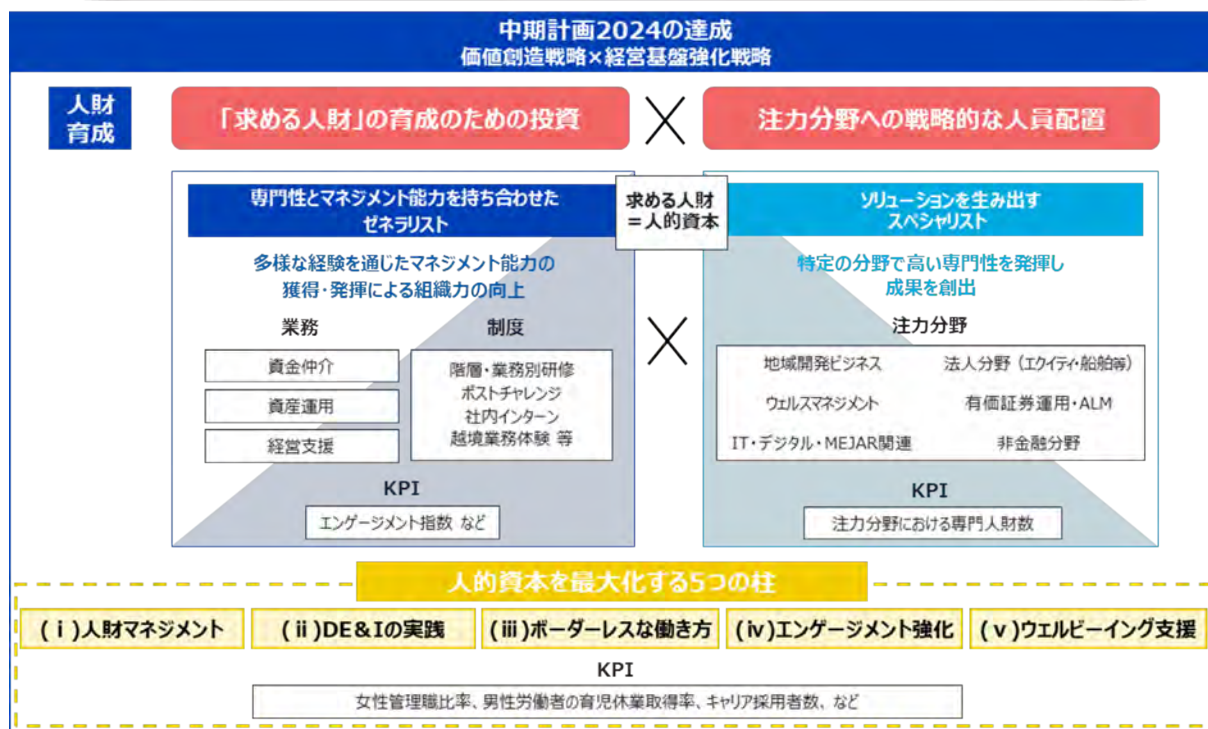 中期計画2024の達成
価値創造戦略×経営基盤強化戦略
人財
育成
「求める人財」の育成のための投資
注力分野への戦略的な人員配置
専門性とマネジメント能力を持ち合わせた
ゼネラリスト
求める人財
＝人的資本
ソリューションを生み出す
スペシャリスト
多様な経験を通じたマネジメント能力の
獲得・発揮による組織力の向上
業務
制度
資金仲介
資産運用
経営支援
階層・業務別研修
ポストチャレンジ
社内インターン
越境業務体験 等
KPI
エンゲージメント指数 など
特定の分野で高い専門性を発揮し
成果を創出
注力分野
地域開発ビジネス 法人分野（エクイティ・船舶等）
ウェルスマネジメント 有価証券運用・ALM
IT・デジタル・MEJAR関連 非金融分野
KPI
注力分野における専門人財数
人的資本を最大化する5つの柱
(ⅰ)人財マネジメント
(ⅱ)DE&Iの実践
(ⅲ)ボーダーレスな働き方
(ⅳ)エンゲージメント強化
(ⅴ)ウェルビーイング支援
KPI
女性管理職比率、男性労働者の育児休業取得率、キャリア採用者数、など